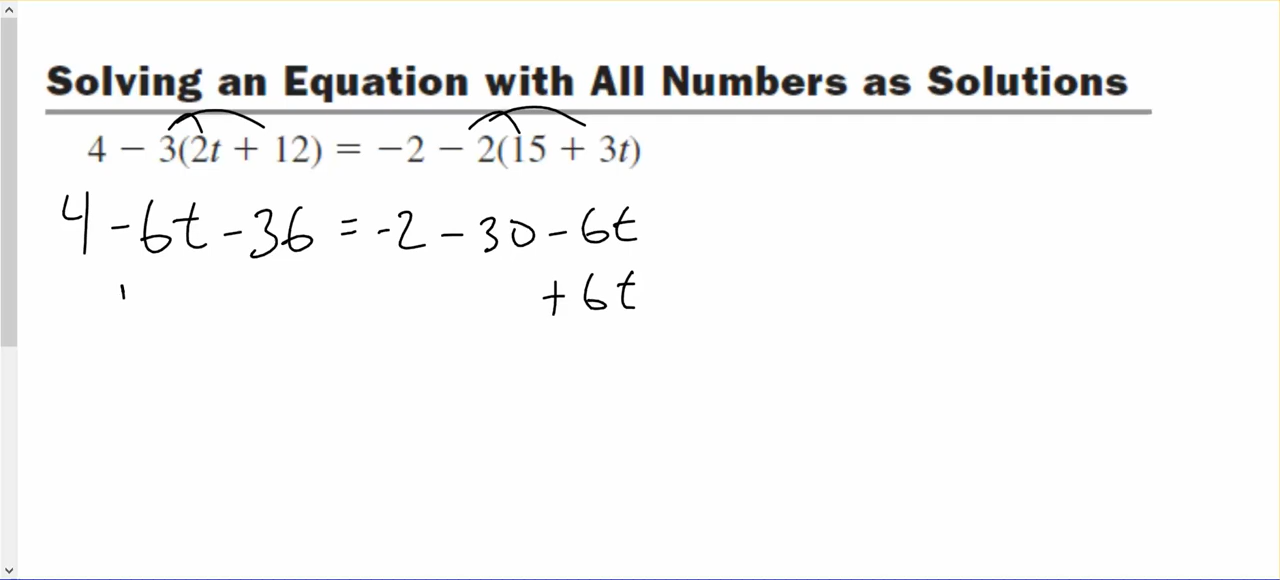 Solving an Equation with All Numbers as Solutions
4 − 3(2t + 12) = −2 − 2(15 + 3t)
4 - 6t - 36 = -2 - 30 - 6t
+ 6t